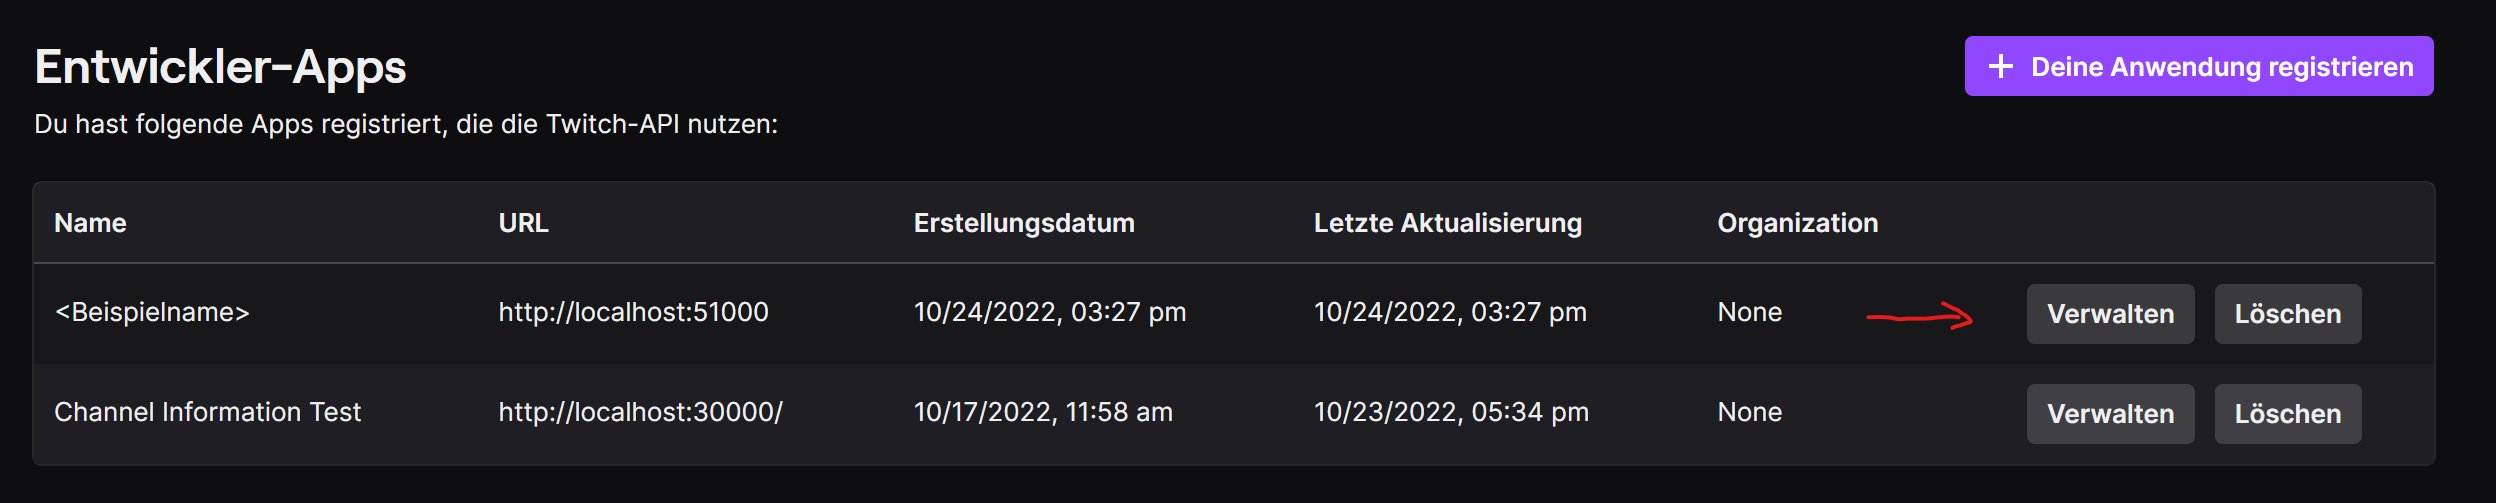 Entwickler-Apps
+ Deine Anwendung registrieren
Du hast folgende Apps registriert, die die Twitch-API nutzen:
Name URL Erstellungsdatum Letzte Aktualisierung Organization
<Beispielname> http://localhost:51000 10/24/2022, 03:27 pm 10/24/2022, 03:27 pm None Verwalten Löschen
Channel Information Test http://localhost:30000/ 10/17/2022, 11:58 am 10/23/2022, 05:34 pm None Verwalten Löschen